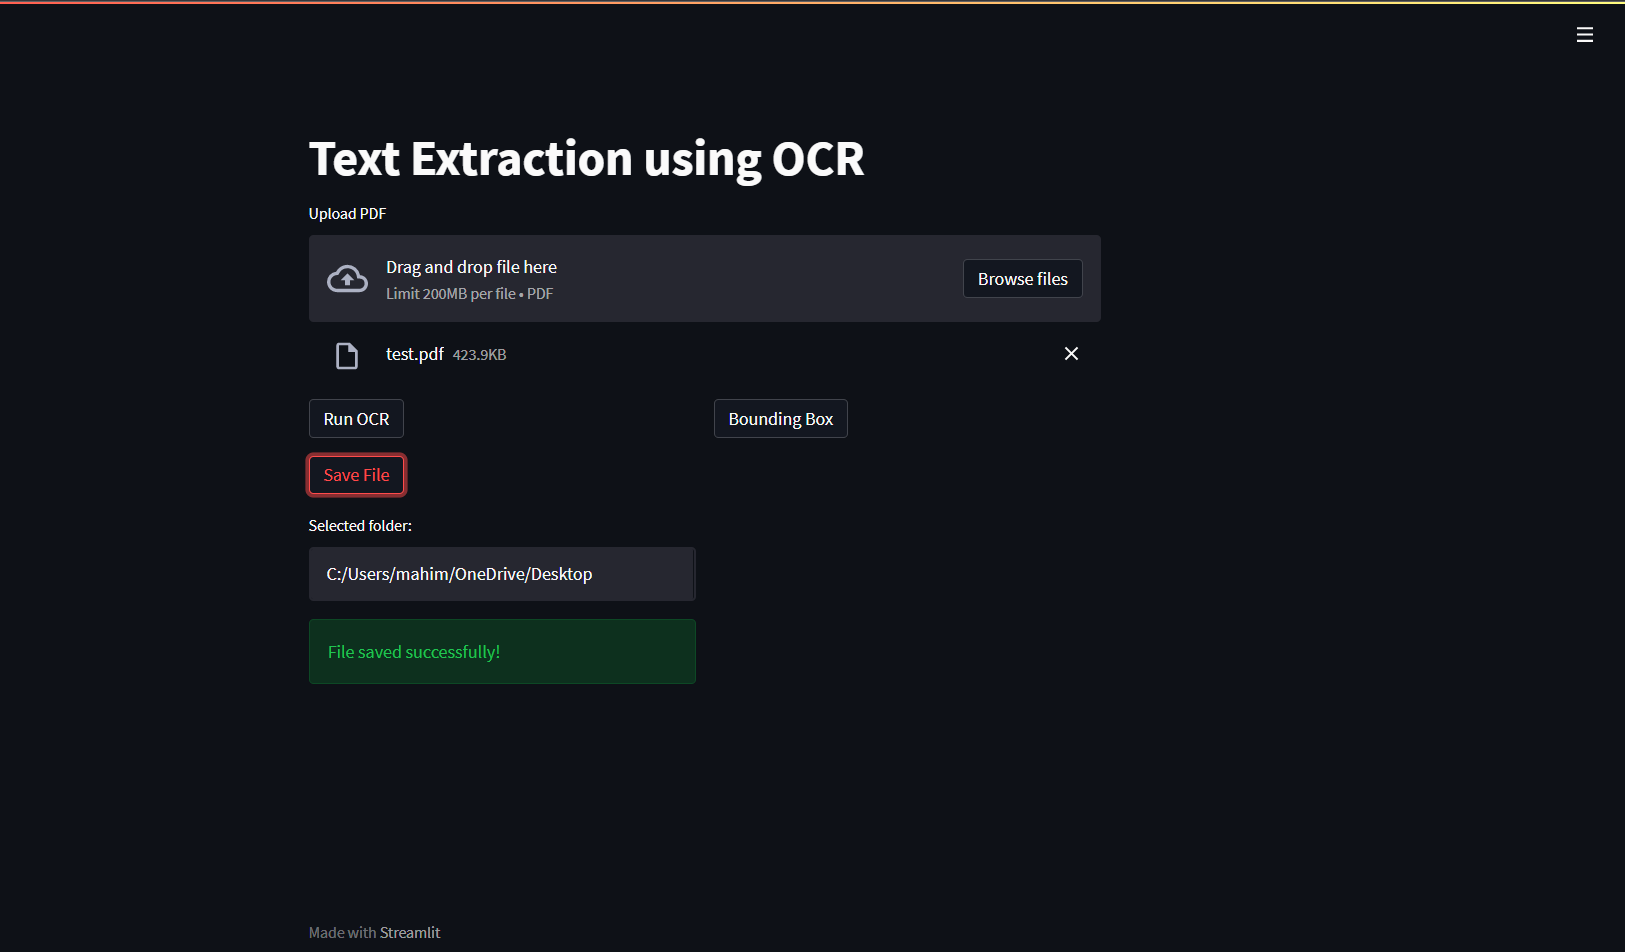 Text Extraction using OCR
Upload PDF
Drag and drop file here
Limit 200MB per file • PDF
Browse files
test.pdf 423.9KB
Run OCR
Bounding Box
Save File
Selected folder:
C:/Users/mahim/OneDrive/Desktop
File saved successfully!
Made with Streamlit